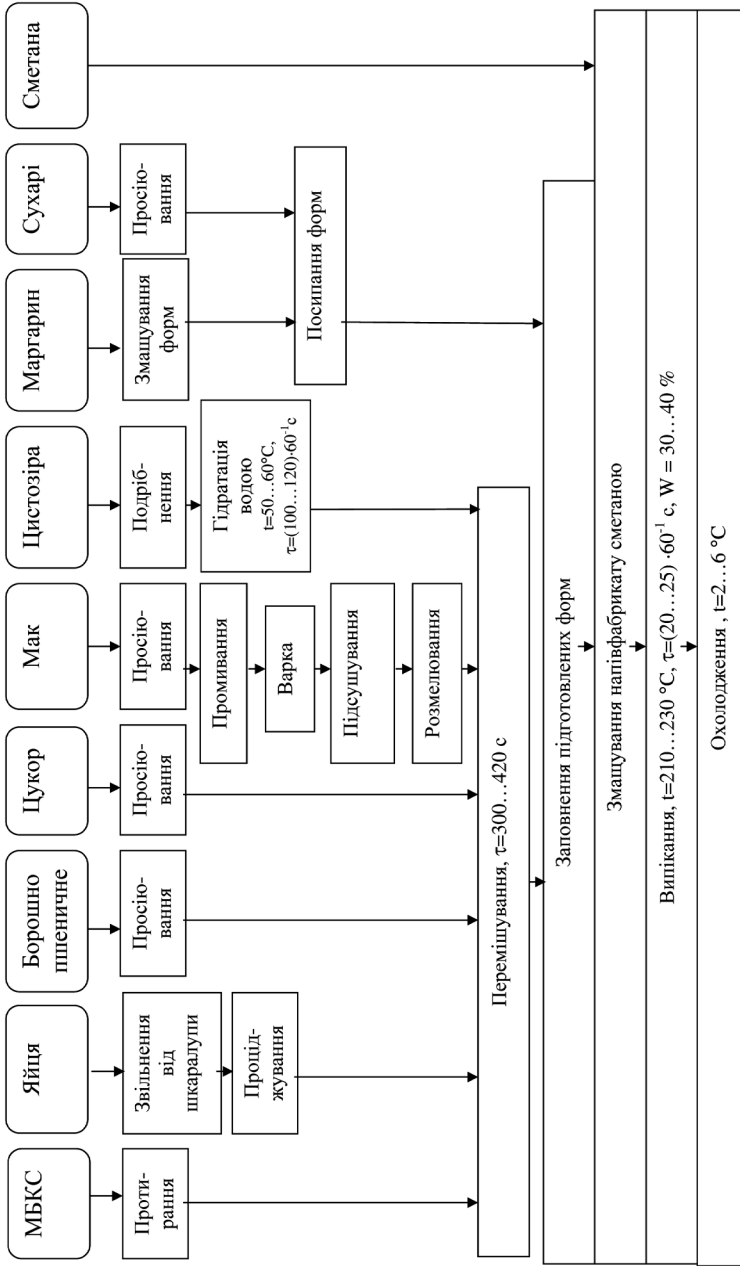 МБКС
Яйця
Борошно
пшеничне
Цукор
Мак
Цистозіра
Маргарин
Сухарі
Сметана
Проти-
рання
Звільнення
від
шкаралупи
Просію-
вання
Просію-
вання
Просію-
вання
Подріб-
нення
Змащування
форм
Просію-
вання
Процід-
жування
Промивання
Гідратація
водою
t=50...60°С,
τ=(100...120)·60⁻¹с
Варка
Підсушування
Розмелювання
Посипання форм
Перемішування, τ=300...420 с
Заповнення підготовлених форм
Змащування напівфабрикату сметаною
Випікання, t=210...230 °С, τ=(20...25) ·60⁻¹ с, W = 30...40 %
Охолодження , t=2...6 °С